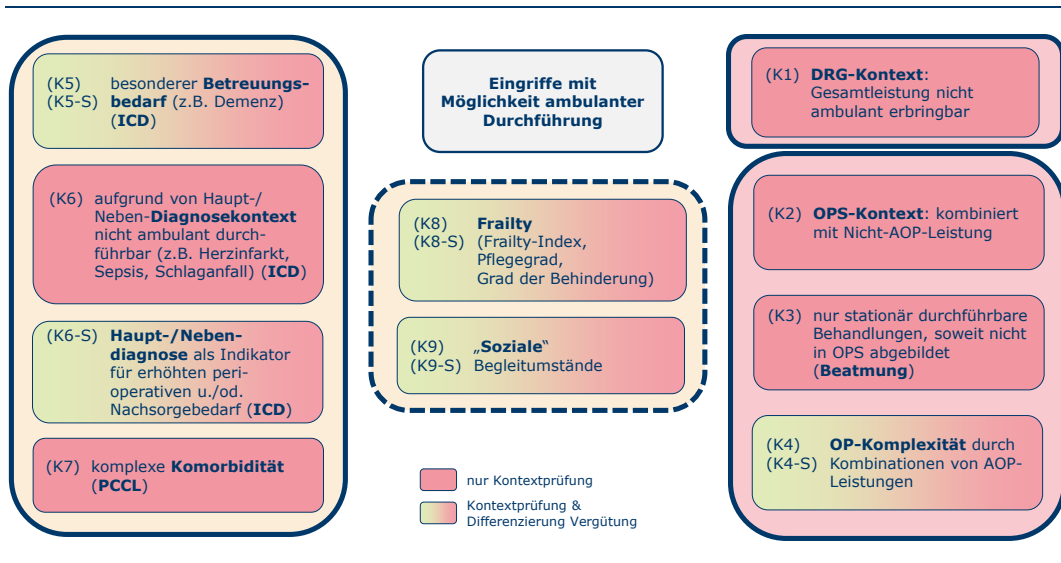 (K5) besonderer Betreuungs-
(K5-S) bedarf (z.B. Demenz)
(ICD)
(K6) aufgrund von Haupt-/
Neben-Diagnosekontext
nicht ambulant durch-
führbar (z.B. Herzinfarkt,
Sepsis, Schlaganfall) (ICD)
(K6-S) Haupt-/Neben-
diagnose als Indikator
für erhöhten peri-
operativen u./od.
Nachsorgebedarf (ICD)
(K7) komplexe Komorbidität
(PCCL)
Eingriffe mit
Möglichkeit ambulanter
Durchführung
(K8) Frailty
(K8-S) (Frailty-Index,
Pflegegrad,
Grad der Behinderung)
(K9) „Soziale“
(K9-S) Begleitumstände
nur Kontextprüfung
Kontextprüfung &
Differenzierung Vergütung
(K1) DRG-Kontext:
Gesamtleistung nicht
ambulant erbringbar
(K2) OPS-Kontext: kombiniert
mit Nicht-AOP-Leistung
(K3) nur stationär durchführbare
Behandlungen, soweit nicht
in OPS abgebildet
(Beatmung)
(K4) OP-Komplexität durch
(K4-S) Kombinationen von AOP-
Leistungen